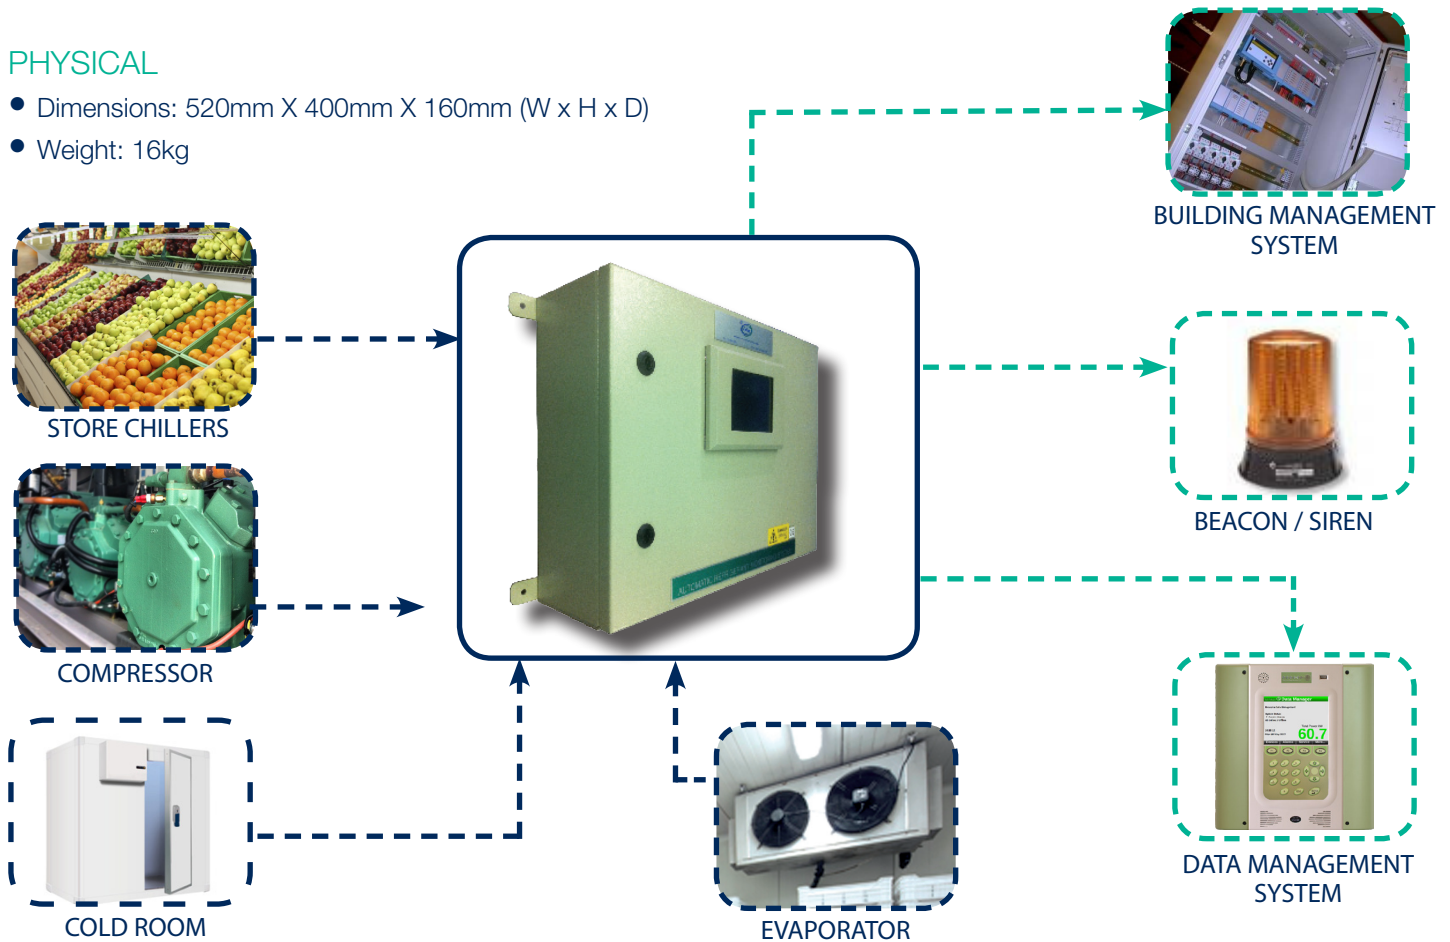 PHYSICAL
• Dimensions: 520mm X 400mm X 160mm (W x H x D)
• Weight: 16kg
BUILDING MANAGEMENT
SYSTEM
STORE CHILLERS
BEACON / SIREN
COMPRESSOR
60.7
DATA MANAGEMENT
SYSTEM
COLD ROOM
EVAPORATOR